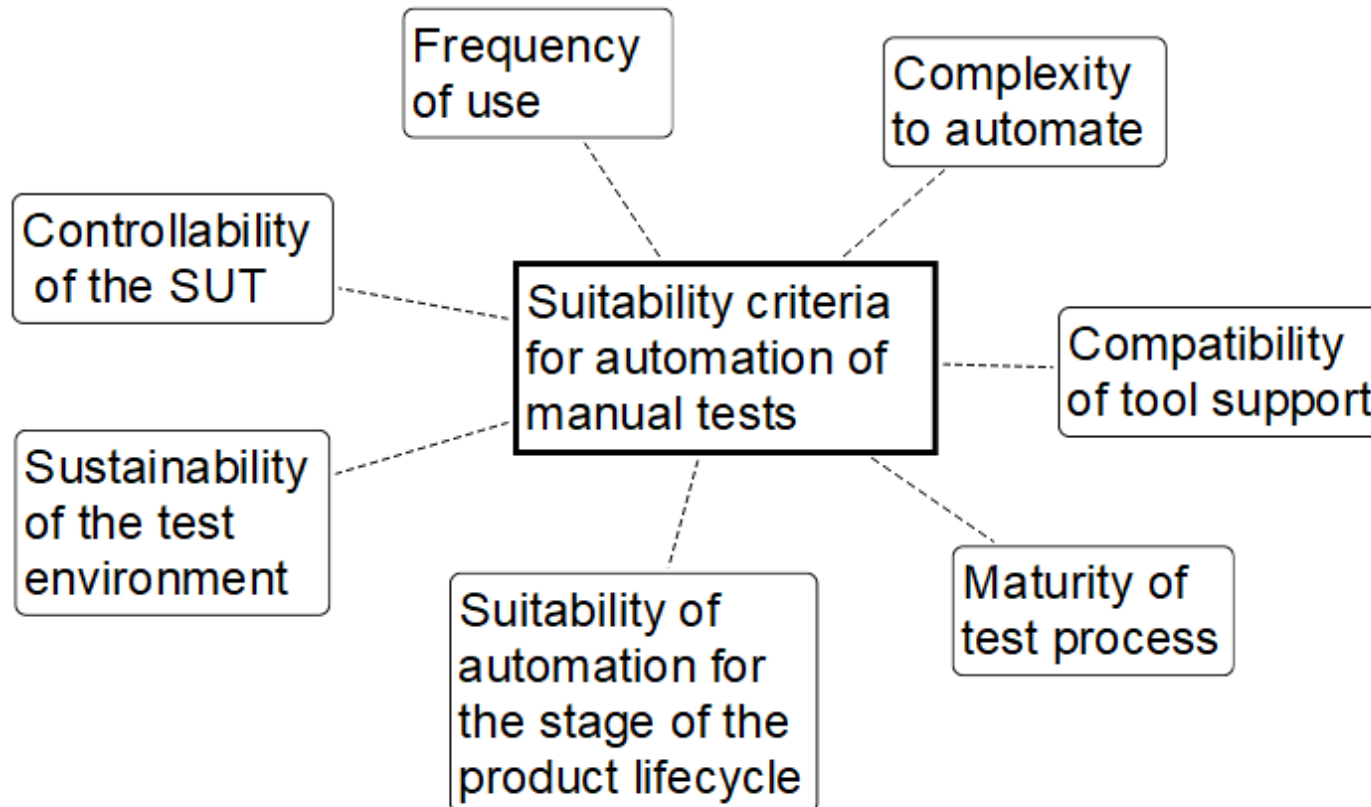 Frequency
of use
Complexity
to automate
Controllability
of the SUT
Suitability criteria
for automation of
manual tests
Compatibility
of tool support
Sustainability
of the test
environment
Suitability of
automation for
the stage of the
product lifecycle
Maturity of
test process